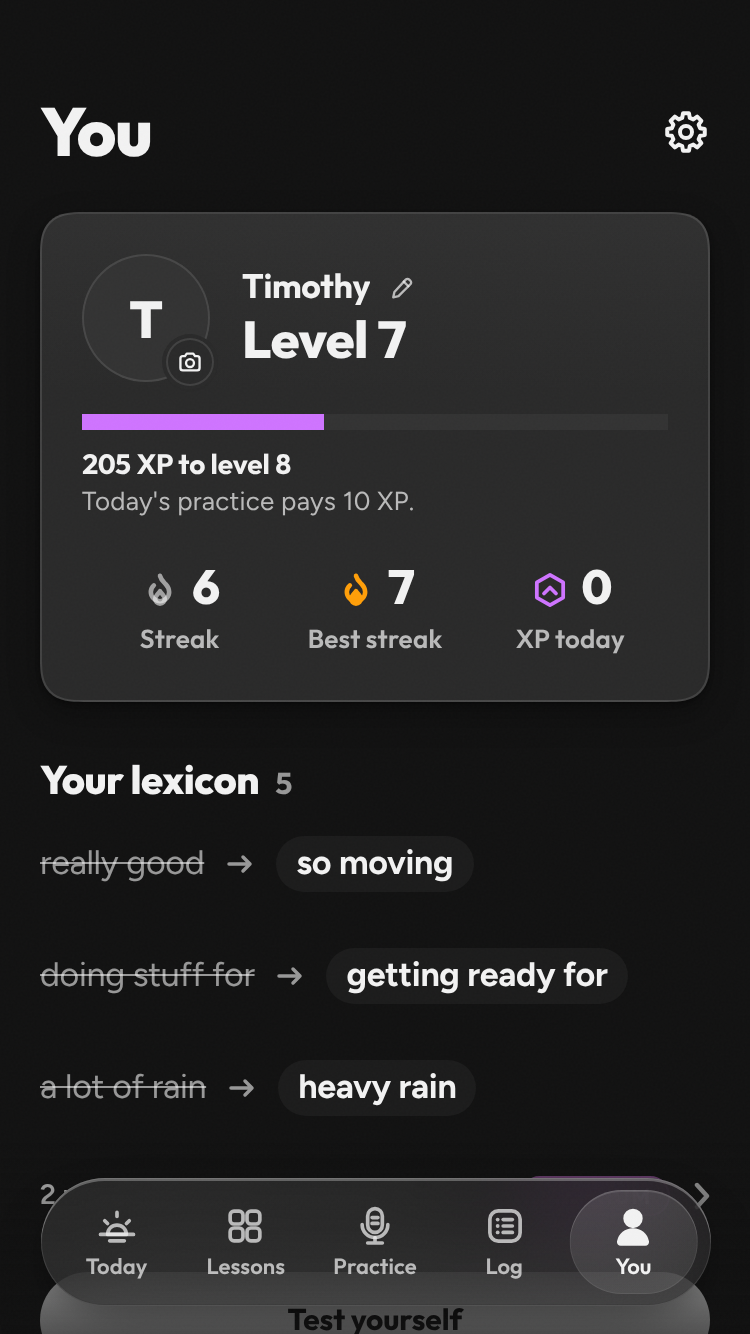 You
T
Timothy
Level 7
205 XP to level 8
Today's practice pays 10 XP.
6
7
0
Streak
Best streak
XP today
Your lexicon 5
really good → so moving
doing stuff for → getting ready for
a lot of rain → heavy rain
2
Today
Lessons
Practice
Log
You
Test yourself